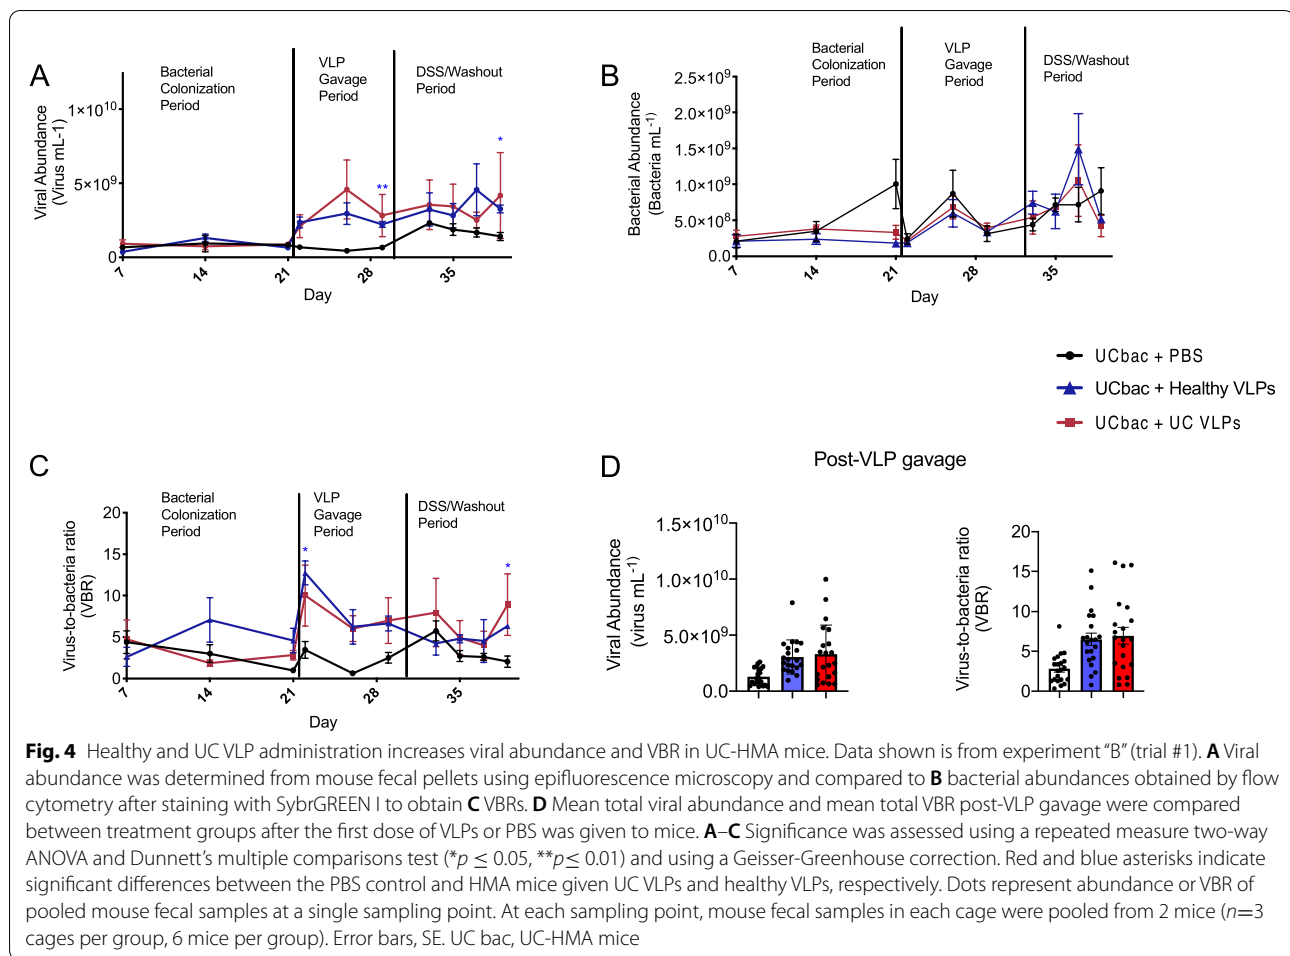 A
Bacterial
Colonization
Period
VLP
Gavage
Period
DSS/Washout
Period
Viral Abundance
(Virus mL-1)
1×10¹⁰
5×10⁹
0
*
**
7
14
21
28
35
Day
B
Bacterial
Colonization
Period
VLP
Gavage
Period
DSS/Washout
Period
Bacterial Abundance
(Bacteria mL⁻¹)
2.5×10⁹
2.0×10⁹
1.5×10⁹
1.0×10⁹
5.0×10⁸
0.0
7
14
21
28
35
Day
UCbac + PBS
UCbac + Healthy VLPs
UCbac + UC VLPs
C
Bacterial
Colonization
Period
VLP
Gavage
Period
DSS/Washout
Period
Virus-to-bacteria ratio
(VBR)
20
15
10
5
0
*
*
7
14
21
28
35
Day
D
Post-VLP gavage
Viral Abundance
(virus mL⁻¹)
1.5×10¹⁰
1.0×10¹⁰
5.0×10⁹
0.0
Virus-to-bacteria ratio
(VBR)
20
15
10
5
0
Fig. 4 Healthy and UC VLP administration increases viral abundance and VBR in UC-HMA mice. Data shown is from experiment “B” (trial #1). A Viral
abundance was determined from mouse fecal pellets using epifluorescence microscopy and compared to B bacterial abundances obtained by flow
cytometry after staining with SybrGREEN I to obtain C VBRs. D Mean total viral abundance and mean total VBR post-VLP gavage were compared
between treatment groups after the first dose of VLPs or PBS was given to mice. A–C Significance was assessed using a repeated measure two-way
ANOVA and Dunnett’s multiple comparisons test (*p ≤ 0.05, **p≤ 0.01) and using a Geisser-Greenhouse correction. Red and blue asterisks indicate
significant differences between the PBS control and HMA mice given UC VLPs and healthy VLPs, respectively. Dots represent abundance or VBR of
pooled mouse fecal samples at a single sampling point. At each sampling point, mouse fecal samples in each cage were pooled from 2 mice (n=3
cages per group, 6 mice per group). Error bars, SE. UC bac, UC-HMA mice